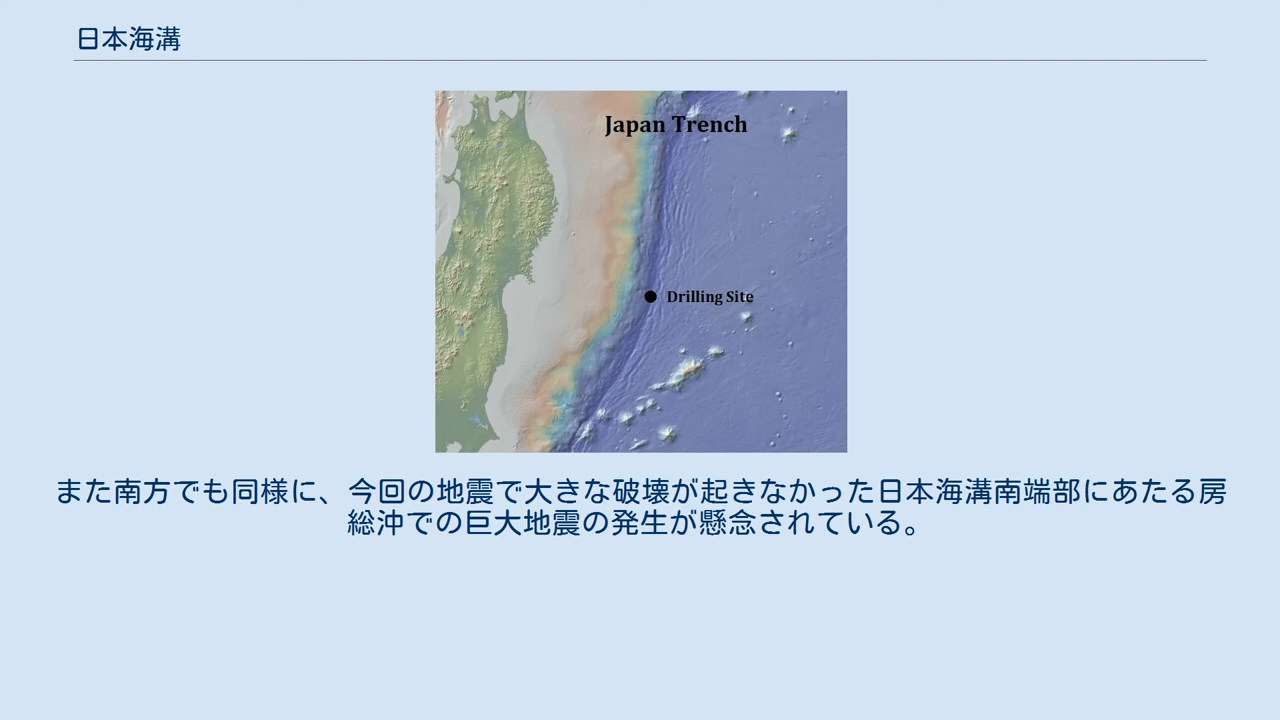 日本海溝
Japan Trench
Drilling Site
また南方でも同様に、今回の地震で大きな破壊が起きなかった日本海溝南端部にあたる房
総沖での巨大地震の発生が懸念されている。